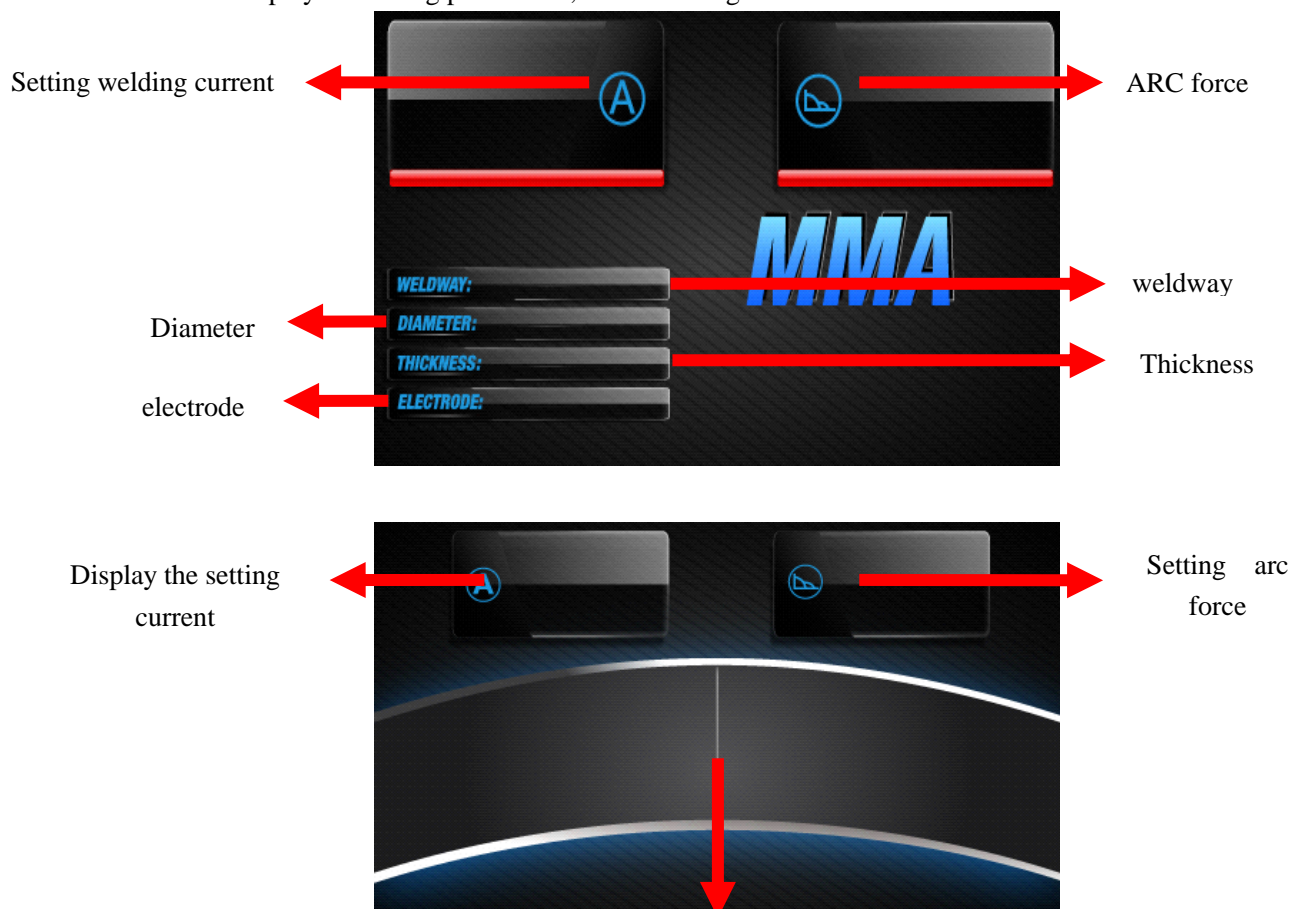 Setting welding current
A
ARC force
MMA
WELDWAY:
weldway
DIAMETER:
Diameter
THICKNESS:
Thickness
ELECTRODE:
electrode
Display the setting
current
A
Setting arc
force